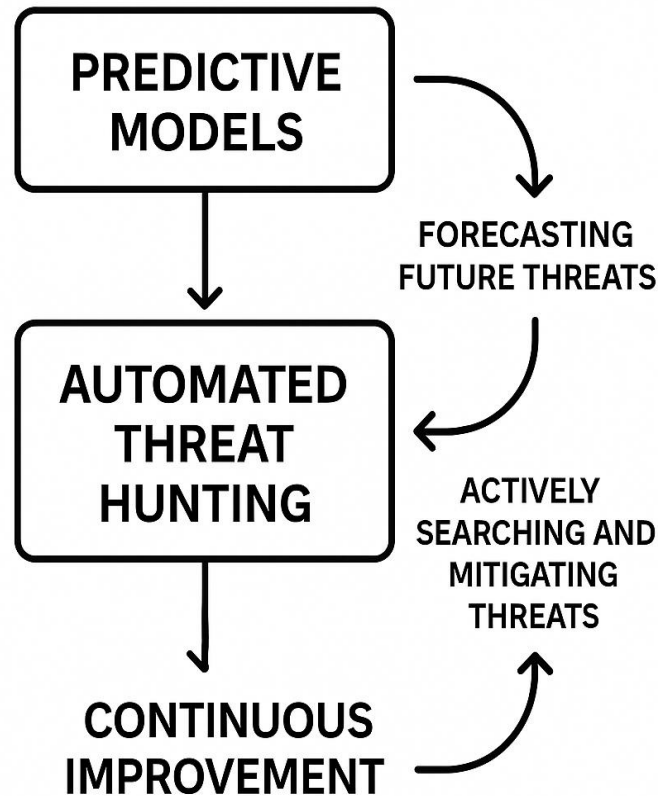 PREDICTIVE
MODELS
FORECASTING
FUTURE THREATS
AUTOMATED
THREAT
HUNTING
ACTIVELY
SEARCHING AND
MITIGATING
THREATS
CONTINUOUS
IMPROVEMENT